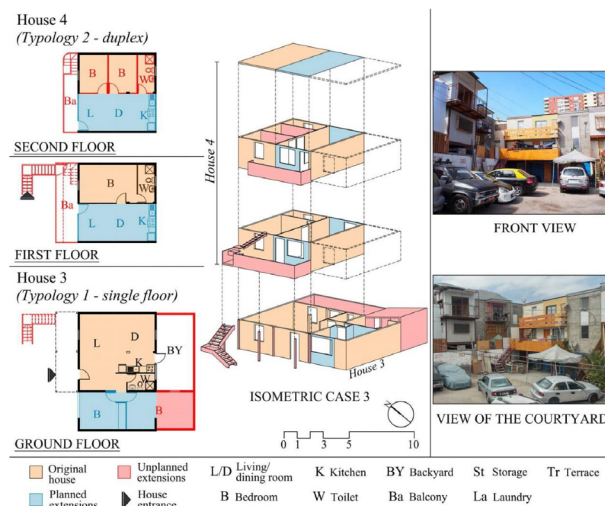 House 4
(Typology 2 - duplex)
B
B
W
Ba
L
D
K
SECOND FLOOR
B
W
Ba
L
D
K
FIRST FLOOR
House 3
(Typology 1 - single floor)
L
D
BY
K
W
B
B
GROUND FLOOR
House 4
House 3
ISOMETRIC CASE 3
0 1 3 5 10
FRONT VIEW
VIEW OF THE COURTYARD
Original house
Unplanned extensions
Planned extensions
House entrance
L/D Living/ dining room
B Bedroom
K Kitchen
W Toilet
BY Backyard
Ba Balcony
St Storage
La Laundry
Tr Terrace